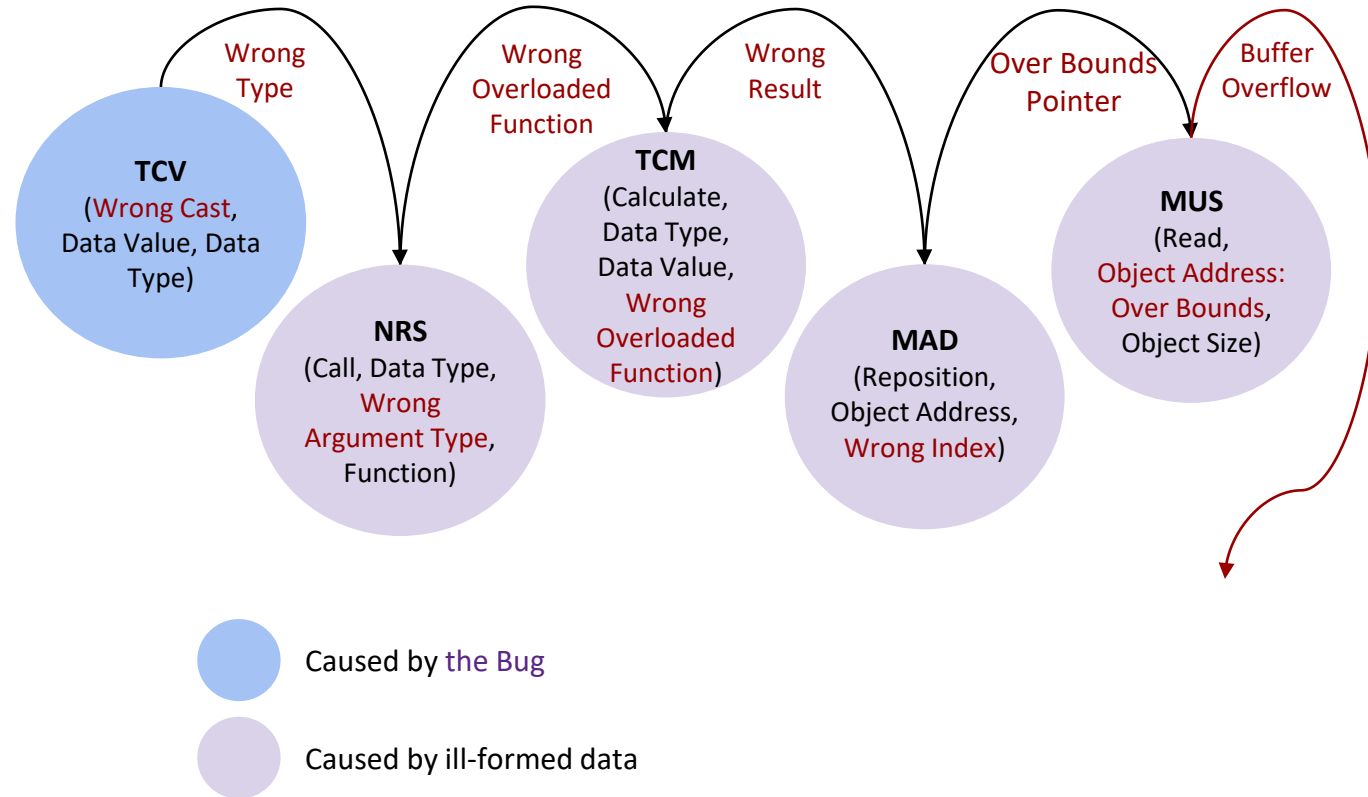 Wrong
Type
Wrong
Overloaded
Function
Wrong
Result
Over Bounds
Pointer
Buffer
Overflow
TCV
(Wrong Cast,
Data Value, Data
Type)
NRS
(Call, Data Type,
Wrong
Argument Type,
Function)
TCM
(Calculate,
Data Type,
Data Value,
Wrong
Overloaded
Function)
MAD
(Reposition,
Object Address,
Wrong Index)
MUS
(Read,
Object Address:
Over Bounds,
Object Size)
Caused by the Bug
Caused by ill-formed data